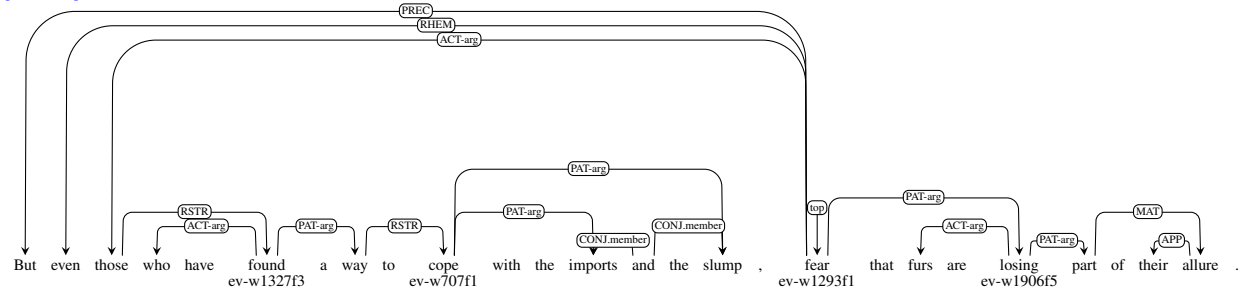 PREC
RHEM
ACT-arg
PAT-arg
PAT-arg
top
RSTR PAT-arg MAT
ACT-arg PAT-arg RSTR CONJ.member ACT-arg
CONJ.member PAT-arg APP
But even those who have found a way to cope with the imports and the slump , fear that furs are losing part of their allure .
ev-w1327f3 ev-w707f1 ev-w1293f1 ev-w1906f5